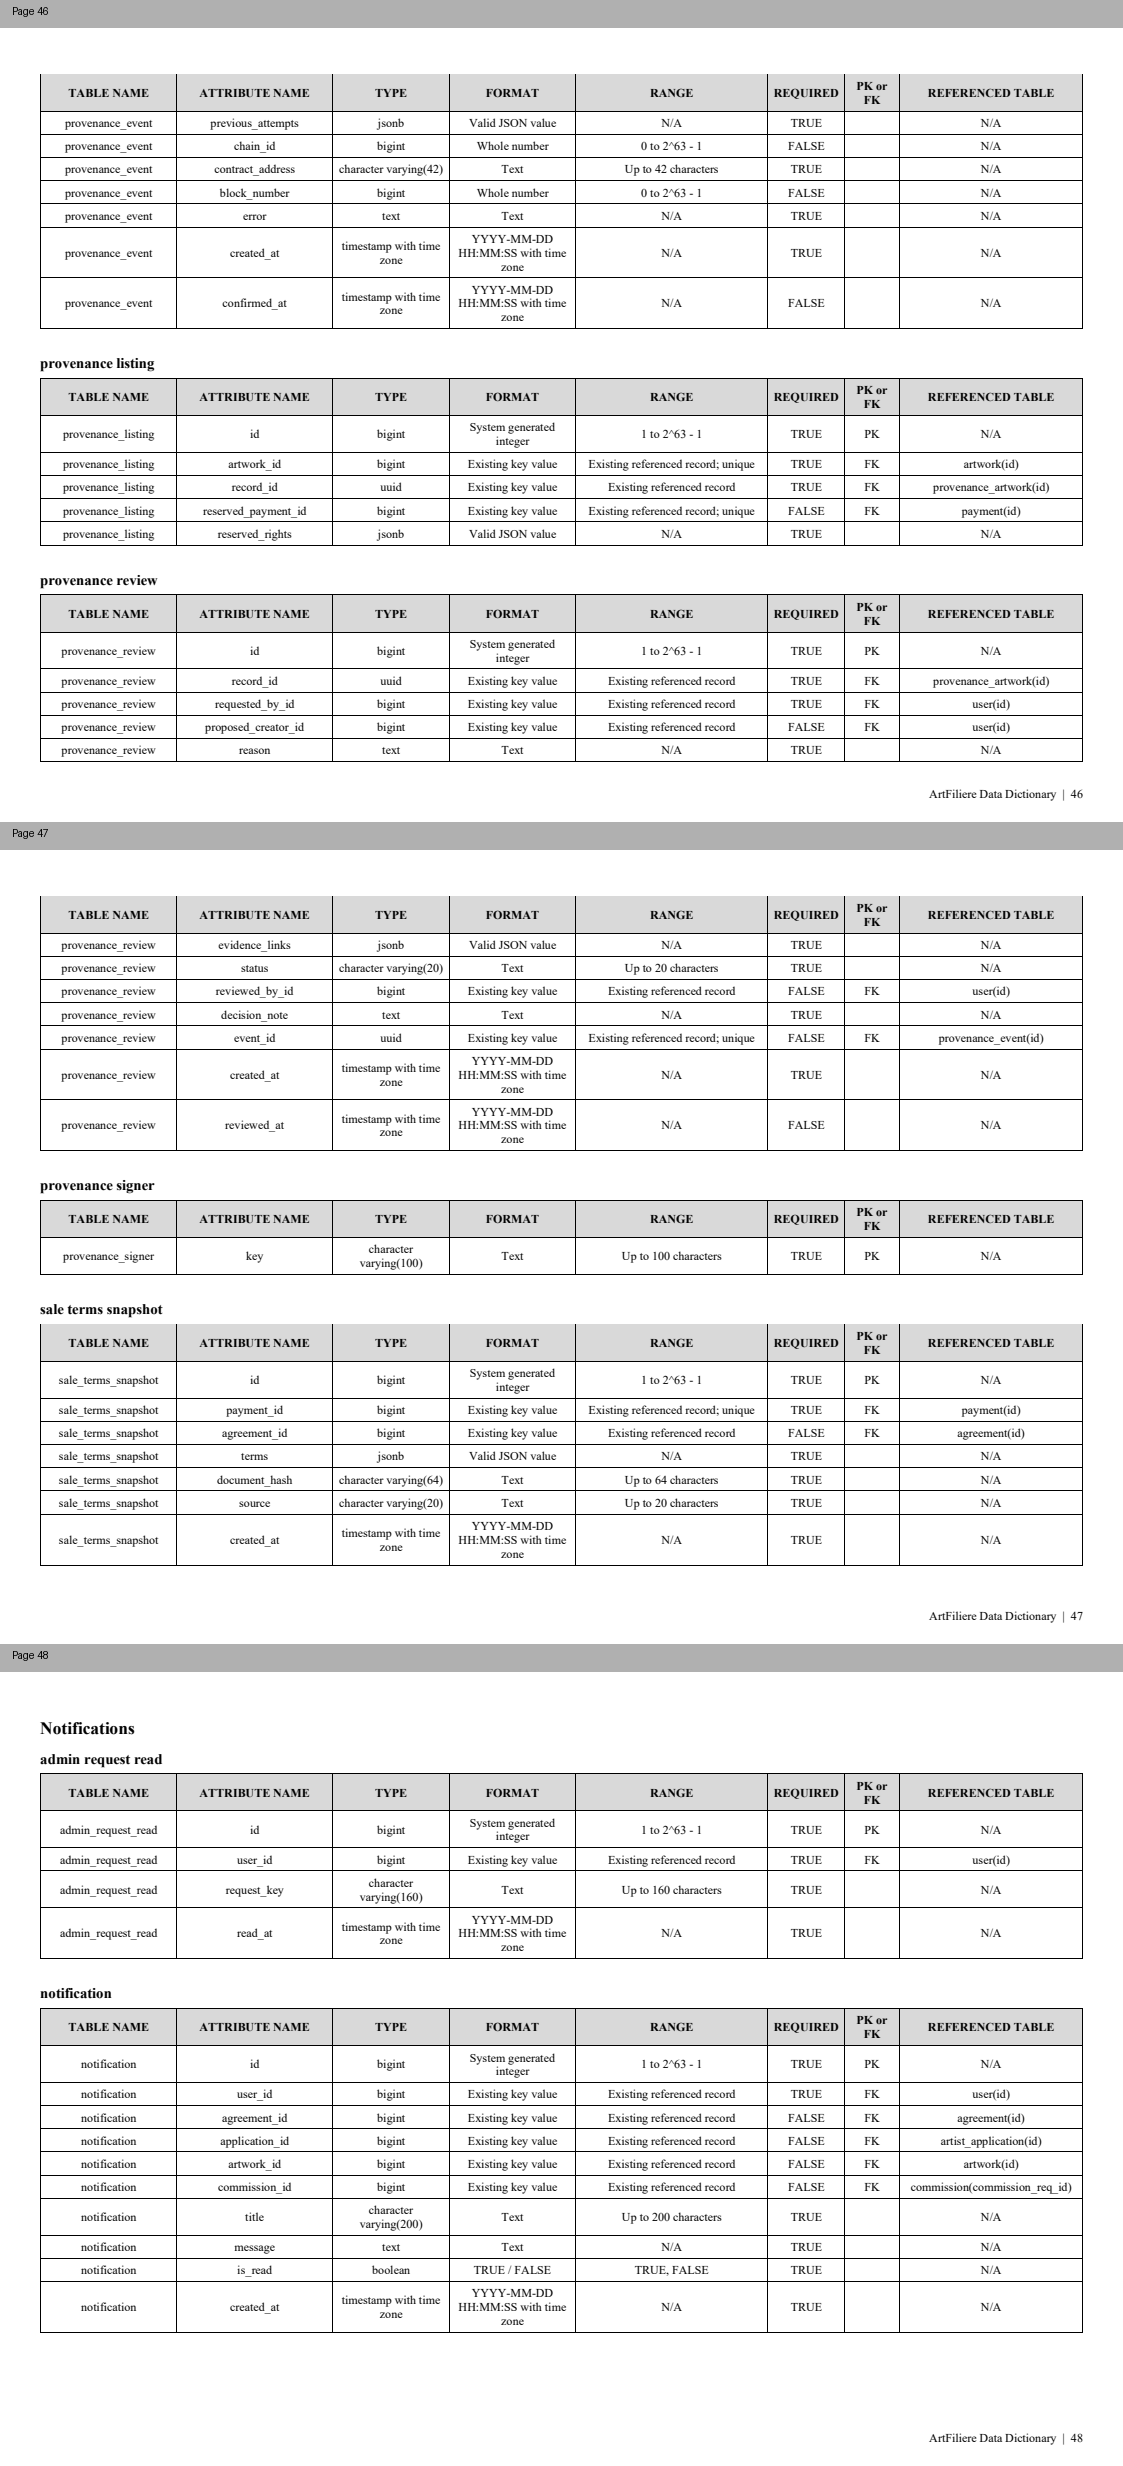 Page 46
TABLE NAME ATTRIBUTE NAME TYPE FORMAT RANGE REQUIRED PK or FK REFERENCED TABLE
provenance_event previous_attempts jsonb Valid JSON value N/A TRUE N/A
provenance_event chain_id bigint Whole number 0 to 2^63 - 1 FALSE N/A
provenance_event contract_address character varying(42) Text Up to 42 characters TRUE N/A
provenance_event block_number bigint Whole number 0 to 2^63 - 1 FALSE N/A
provenance_event error text Text N/A TRUE N/A
provenance_event created_at timestamp with time zone YYYY-MM-DD HH:MM:SS with time zone N/A TRUE N/A
provenance_event confirmed_at timestamp with time zone YYYY-MM-DD HH:MM:SS with time zone N/A FALSE N/A
provenance listing
TABLE NAME ATTRIBUTE NAME TYPE FORMAT RANGE REQUIRED PK or FK REFERENCED TABLE
provenance_listing id bigint System generated integer 1 to 2^63 - 1 TRUE PK N/A
provenance_listing artwork_id bigint Existing key value Existing referenced record; unique TRUE FK artwork(id)
provenance_listing record_id uuid Existing key value Existing referenced record TRUE FK provenance_artwork(id)
provenance_listing reserved_payment_id bigint Existing key value Existing referenced record; unique FALSE FK payment(id)
provenance_listing reserved_rights jsonb Valid JSON value N/A TRUE N/A
provenance review
TABLE NAME ATTRIBUTE NAME TYPE FORMAT RANGE REQUIRED PK or FK REFERENCED TABLE
provenance_review id bigint System generated integer 1 to 2^63 - 1 TRUE PK N/A
provenance_review record_id uuid Existing key value Existing referenced record TRUE FK provenance_artwork(id)
provenance_review requested_by_id bigint Existing key value Existing referenced record TRUE FK user(id)
provenance_review proposed_creator_id bigint Existing key value Existing referenced record FALSE FK user(id)
provenance_review reason text Text N/A TRUE N/A
ArtFiliere Data Dictionary | 46
Page 47
TABLE NAME ATTRIBUTE NAME TYPE FORMAT RANGE REQUIRED PK or FK REFERENCED TABLE
provenance_review evidence_links jsonb Valid JSON value N/A TRUE N/A
provenance_review status character varying(20) Text Up to 20 characters TRUE N/A
provenance_review reviewed_by_id bigint Existing key value Existing referenced record FALSE FK user(id)
provenance_review decision_note text Text N/A TRUE N/A
provenance_review event_id uuid Existing key value Existing referenced record; unique FALSE FK provenance_event(id)
provenance_review created_at timestamp with time zone YYYY-MM-DD HH:MM:SS with time zone N/A TRUE N/A
provenance_review reviewed_at timestamp with time zone YYYY-MM-DD HH:MM:SS with time zone N/A FALSE N/A
provenance signer
TABLE NAME ATTRIBUTE NAME TYPE FORMAT RANGE REQUIRED PK or FK REFERENCED TABLE
provenance_signer key character varying(100) Text Up to 100 characters TRUE PK N/A
sale terms snapshot
TABLE NAME ATTRIBUTE NAME TYPE FORMAT RANGE REQUIRED PK or FK REFERENCED TABLE
sale_terms_snapshot id bigint System generated integer 1 to 2^63 - 1 TRUE PK N/A
sale_terms_snapshot payment_id bigint Existing key value Existing referenced record; unique TRUE FK payment(id)
sale_terms_snapshot agreement_id bigint Existing key value Existing referenced record FALSE FK agreement(id)
sale_terms_snapshot terms jsonb Valid JSON value N/A TRUE N/A
sale_terms_snapshot document_hash character varying(64) Text Up to 64 characters TRUE N/A
sale_terms_snapshot source character varying(20) Text Up to 20 characters TRUE N/A
sale_terms_snapshot created_at timestamp with time zone YYYY-MM-DD HH:MM:SS with time zone N/A TRUE N/A
ArtFiliere Data Dictionary | 47
Page 48
Notifications
admin request read
TABLE NAME ATTRIBUTE NAME TYPE FORMAT RANGE REQUIRED PK or FK REFERENCED TABLE
admin_request_read id bigint System generated integer 1 to 2^63 - 1 TRUE PK N/A
admin_request_read user_id bigint Existing key value Existing referenced record TRUE FK user(id)
admin_request_read request_key character varying(160) Text Up to 160 characters TRUE N/A
admin_request_read read_at timestamp with time zone YYYY-MM-DD HH:MM:SS with time zone N/A TRUE N/A
notification
TABLE NAME ATTRIBUTE NAME TYPE FORMAT RANGE REQUIRED PK or FK REFERENCED TABLE
notification id bigint System generated integer 1 to 2^63 - 1 TRUE PK N/A
notification user_id bigint Existing key value Existing referenced record TRUE FK user(id)
notification agreement_id bigint Existing key value Existing referenced record FALSE FK agreement(id)
notification application_id bigint Existing key value Existing referenced record FALSE FK artist_application(id)
notification artwork_id bigint Existing key value Existing referenced record FALSE FK artwork(id)
notification commission_id bigint Existing key value Existing referenced record FALSE FK commission(commission_req_id)
notification title character varying(200) Text Up to 200 characters TRUE N/A
notification message text Text N/A TRUE N/A
notification is_read boolean TRUE / FALSE TRUE, FALSE TRUE N/A
notification created_at timestamp with time zone YYYY-MM-DD HH:MM:SS with time zone N/A TRUE N/A
ArtFiliere Data Dictionary | 48